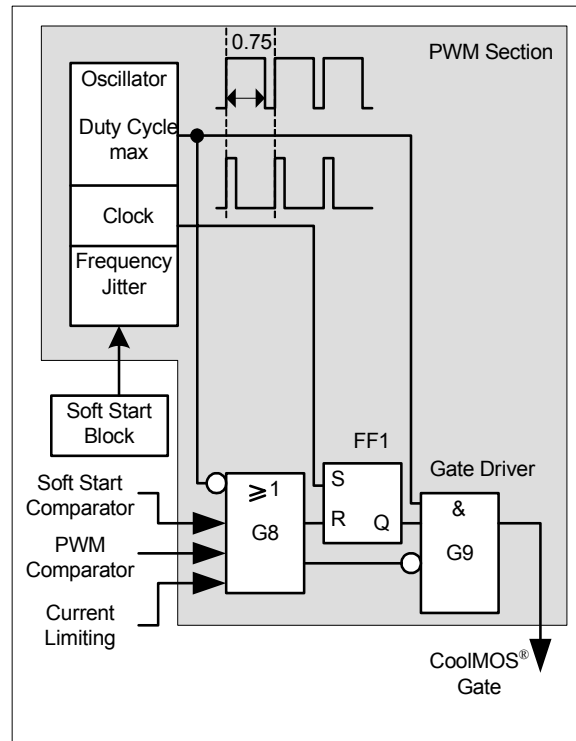 0.75
PWM Section
Oscillator
Duty Cycle
max
Clock
Frequency
Jitter
Soft Start
Block
FF1
Gate Driver
Soft Start
Comparator
PWM
Comparator
Current
Limiting
≥1
G8
S
R
Q
&
G9
CoolMOS®
Gate